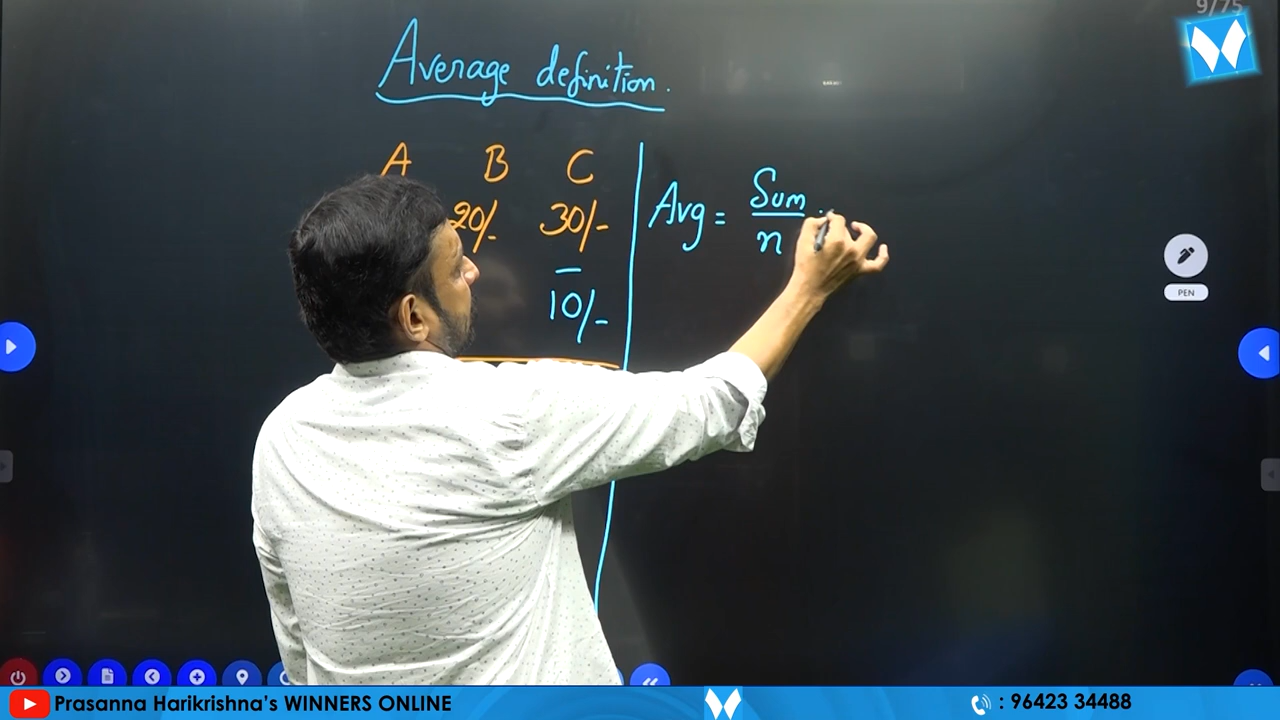 9/75
Average definition.
A B C
20/- 30/-
10/-
Avg = Sum/n
PEN
Prasanna Harikrishna's WINNERS ONLINE
: 96423 34488